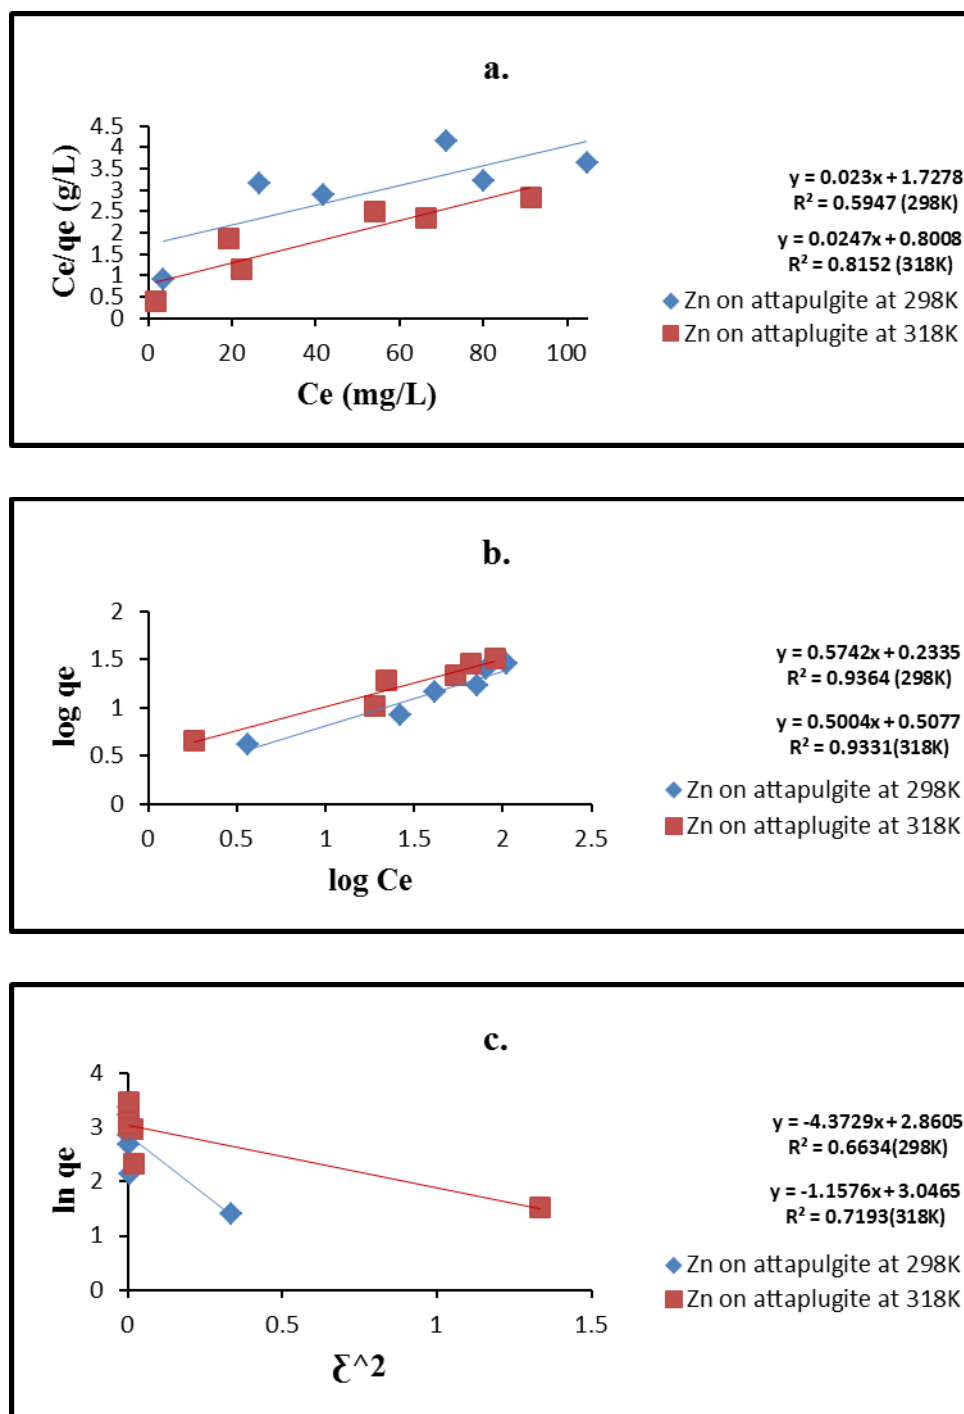 a.
Ce/qe (g/L)
4.5
4
3.5
3
2.5
2
1.5
1
0.5
0
0 20 40 60 80 100
Ce (mg/L)
y = 0.023x + 1.7278
R² = 0.5947 (298K)
y = 0.0247x + 0.8008
R² = 0.8152 (318K)
Zn on attapulgite at 298K
Zn on attaplugite at 318K
b.
log qe
2
1.5
1
0.5
0
0 0.5 1 1.5 2 2.5
log Ce
y = 0.5742x + 0.2335
R² = 0.9364 (298K)
y = 0.5004x + 0.5077
R² = 0.9331(318K)
Zn on attapulgite at 298K
Zn on attaplugite at 318K
c.
ln qe
4
3
2
1
0
0 0.5 1 1.5
Ƹ^2
y = -4.3729x + 2.8605
R² = 0.6634(298K)
y = -1.1576x + 3.0465
R² = 0.7193(318K)
Zn on attapulgite at 298K
Zn on attaplugite at 318K